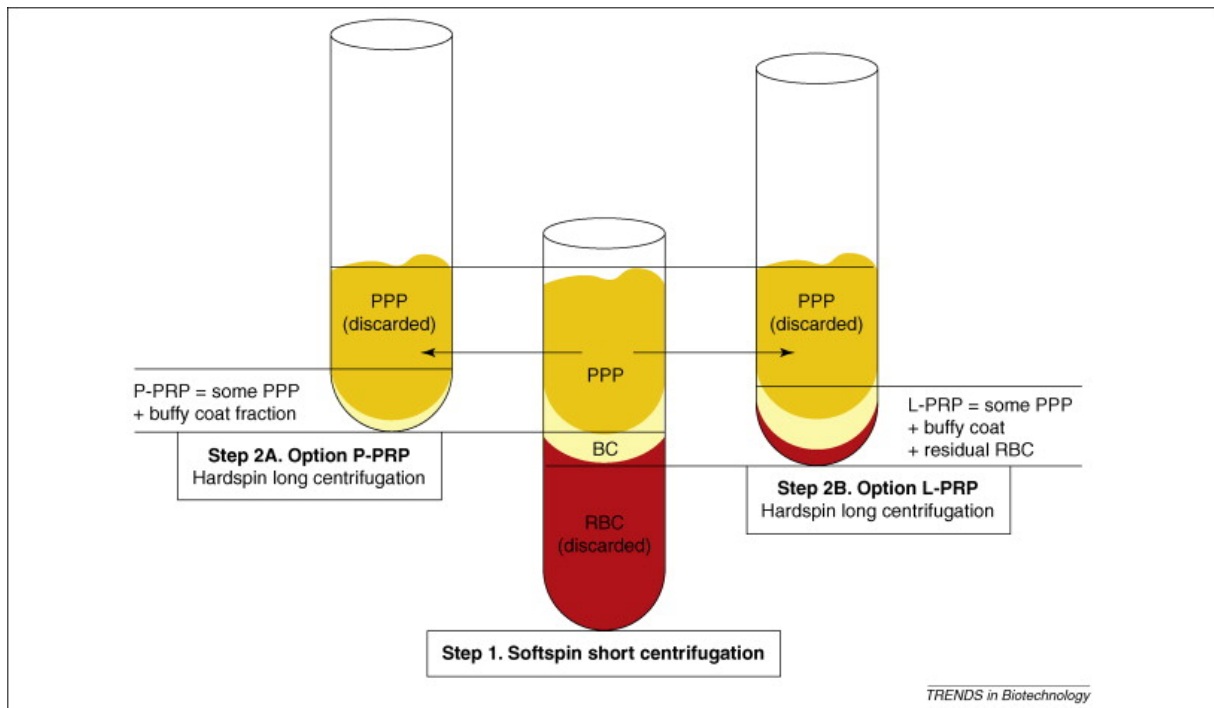 PPP
(discarded)
P-PRP = some PPP
+ buffy coat fraction
Step 2A. Option P-PRP
Hardspin long centrifugation
PPP
BC
RBC
(discarded)
Step 1. Softspin short centrifugation
PPP
(discarded)
L-PRP = some PPP
+ buffy coat
+ residual RBC
Step 2B. Option L-PRP
Hardspin long centrifugation
TRENDS in Biotechnology